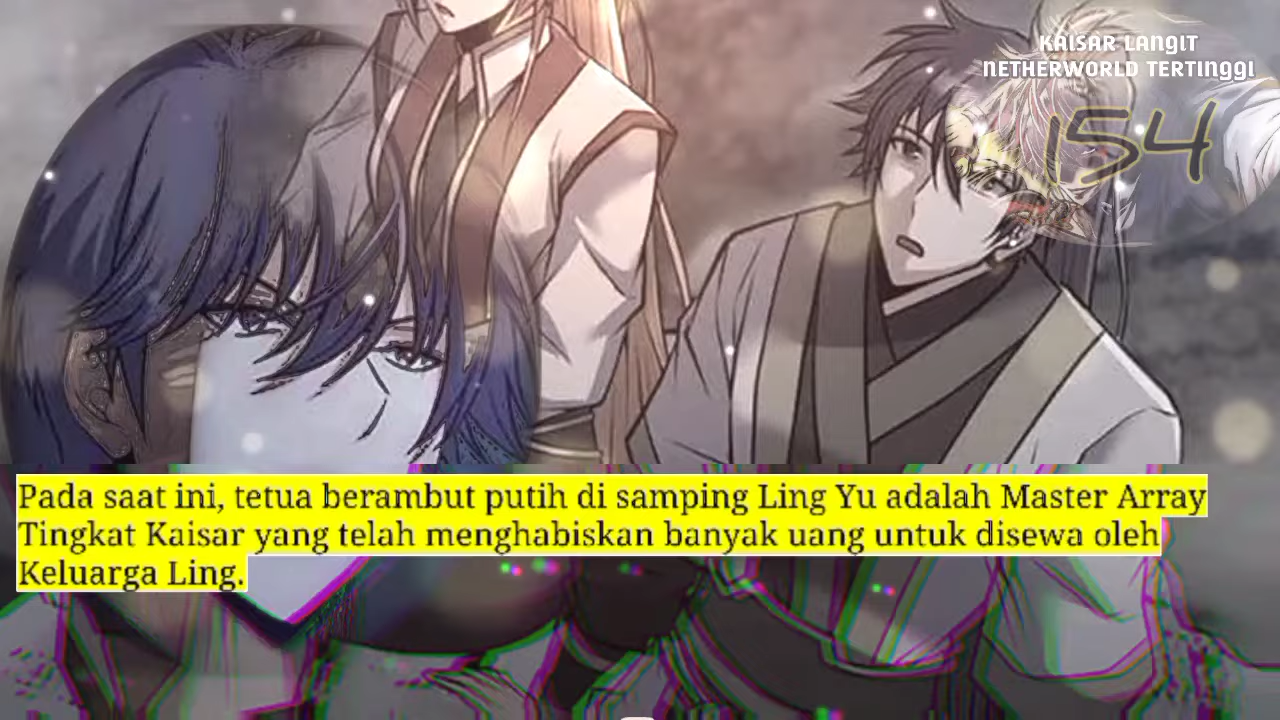 KAISAR LANGIT
NETHERWORLD TERTINGGI
154
Pada saat ini, tetua berambut putih di samping Ling Yu adalah Master Array
Tingkat Kaisar yang telah menghabiskan banyak uang untuk disewa oleh
Keluarga Ling.